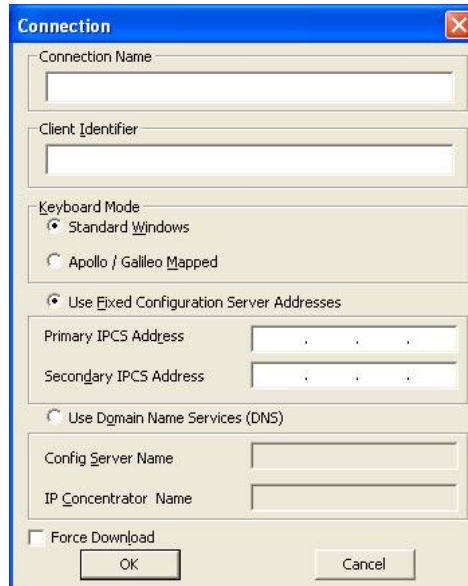 Connection
Connection Name
Client Identifier
Keyboard Mode
Standard Windows
Apollo / Galileo Mapped
Use Fixed Configuration Server Addresses
Primary IPCS Address . . .
Secondary IPCS Address . . .
Use Domain Name Services (DNS)
Config Server Name
IP Concentrator Name
Force Download
OK Cancel